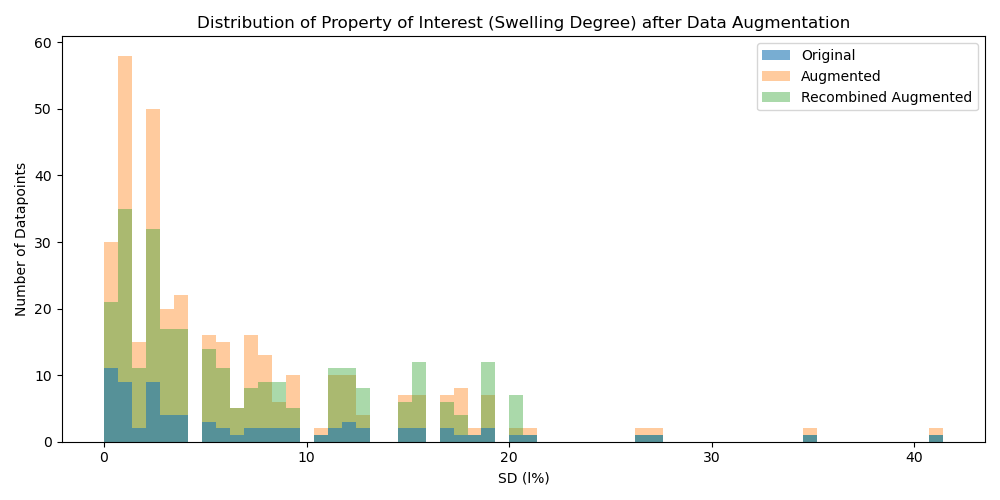 Distribution of Property of Interest (Swelling Degree) after Data Augmentation
Original
Augmented
Recombined Augmented
Number of Datapoints
60
50
40
30
20
10
0
0 10 20 30 40
SD (l%)